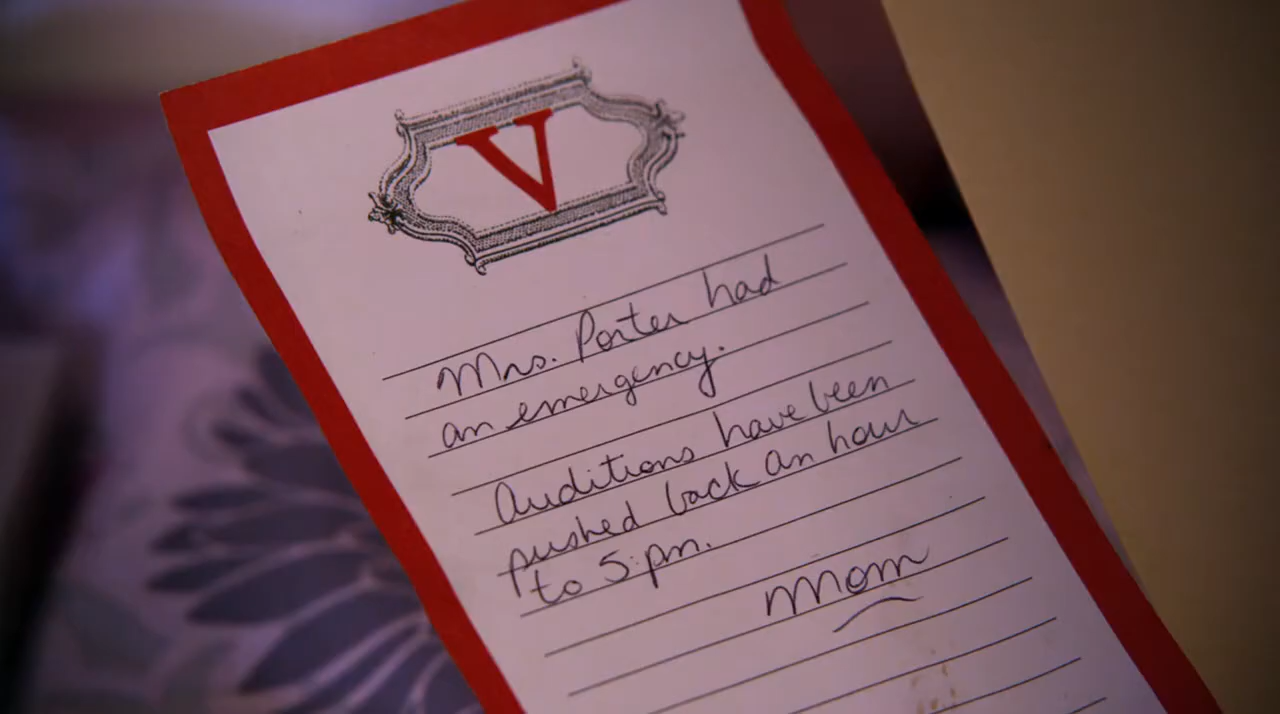 V
Mrs. Porter had
an emergency.
Auditions have been
pushed back an hour
to 5 pm.
Mom